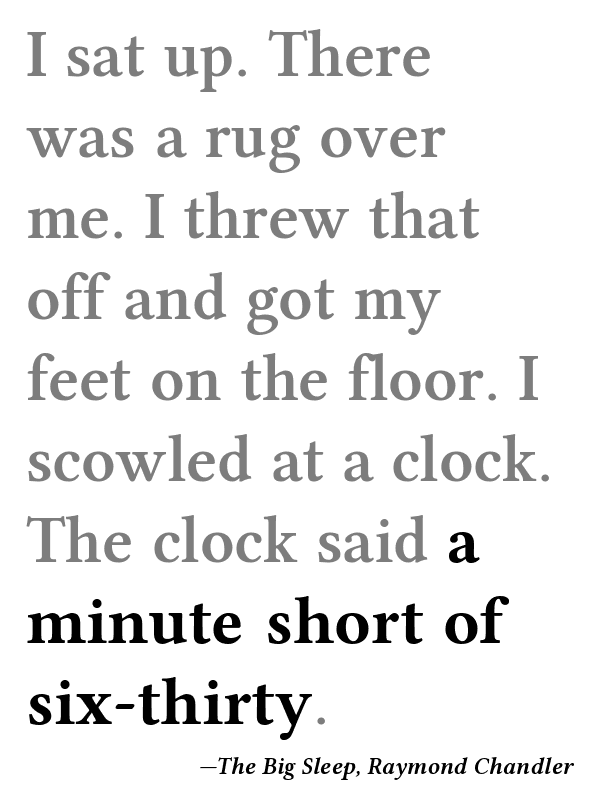 I sat up. There
was a rug over
me. I threw that
off and got my
feet on the floor. I
scowled at a clock.
The clock said a
minute short of
six-thirty.
—The Big Sleep, Raymond Chandler